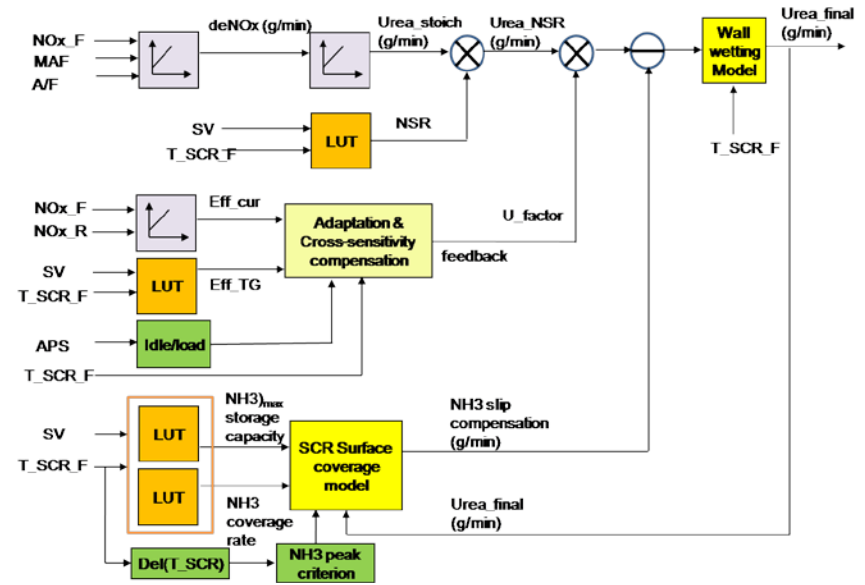 Urea_final
(g/min)
deNOx (g/min)
Urea_stoich
(g/min)
Urea_NSR
(g/min)
NOx_F
MAF
A/F
Wall
wetting
Model
SV
T_SCR_F
LUT
NSR
T_SCR_F
NOx_F
NOx_R
Eff_cur
Adaptation &
Cross-sensitivity
compensation
U_factor
feedback
SV
T_SCR_F
LUT
Eff_TG
APS
Idle/load
T_SCR_F
NH3)max
storage
capacity
NH3 slip
compensation
(g/min)
SV
T_SCR_F
LUT
LUT
SCR Surface
coverage
model
NH3
coverage
rate
Urea_final
(g/min)
Del(T_SCR)
NH3 peak
criterion